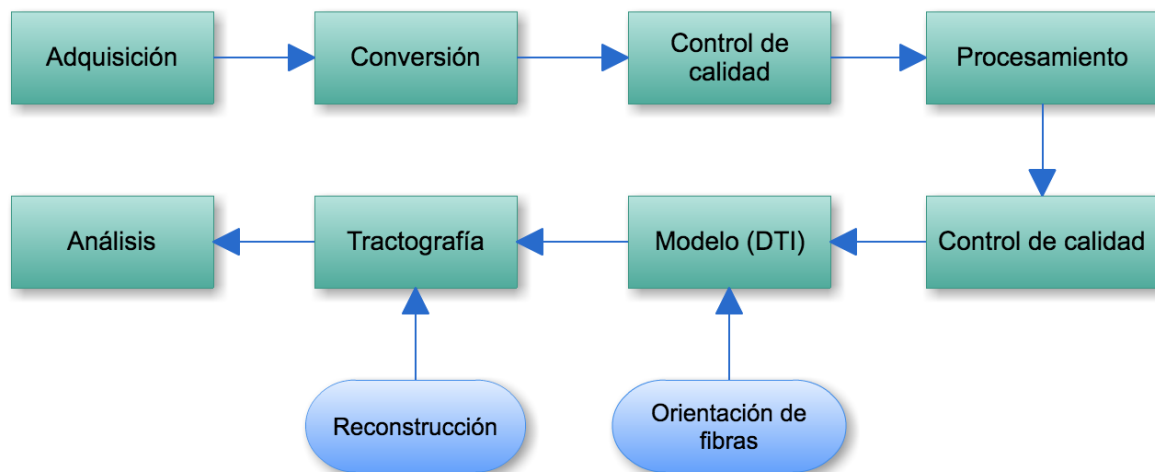 Adquisición
Conversión
Control de
calidad
Procesamiento
Análisis
Tractografía
Modelo (DTI)
Control de calidad
Reconstrucción
Orientación de
fibras